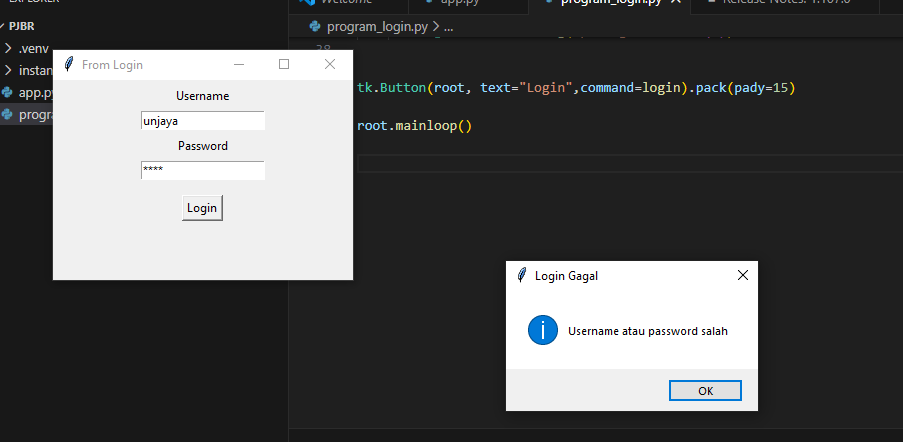 EXPLORER
Welcome
app.py
program_login.py
Release Notes: 1.107.0
PJBR
program_login.py > ...
.venv
38
instan
From Login
app.py
Username
tk.Button(root, text="Login",command=login).pack(pady=15)
progr
unjaya
root.mainloop()
Password
****
Login
Login Gagal
Username atau password salah
OK